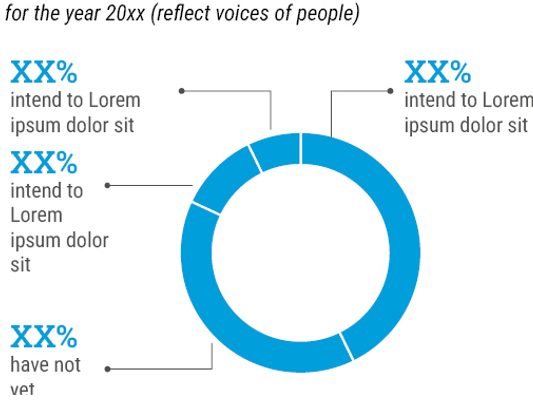 for the year 20xx (reflect voices of people)
XX%
intend to Lorem
ipsum dolor sit
XX%
intend to Lorem
ipsum dolor sit
XX%
intend to
Lorem
ipsum dolor
sit
XX%
have not
yet